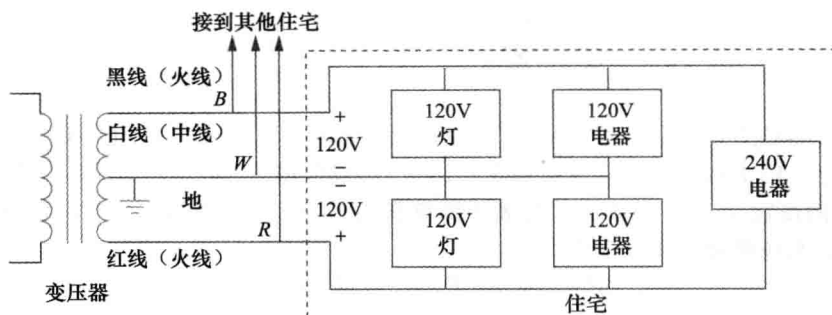 接到其他住宅
黑线（火线）
B
白线（中线）
W
地
R
红线（火线）
变压器
+
120V
−
−
120V
+
120V
灯
120V
电器
240V
电器
120V
灯
120V
电器
住宅